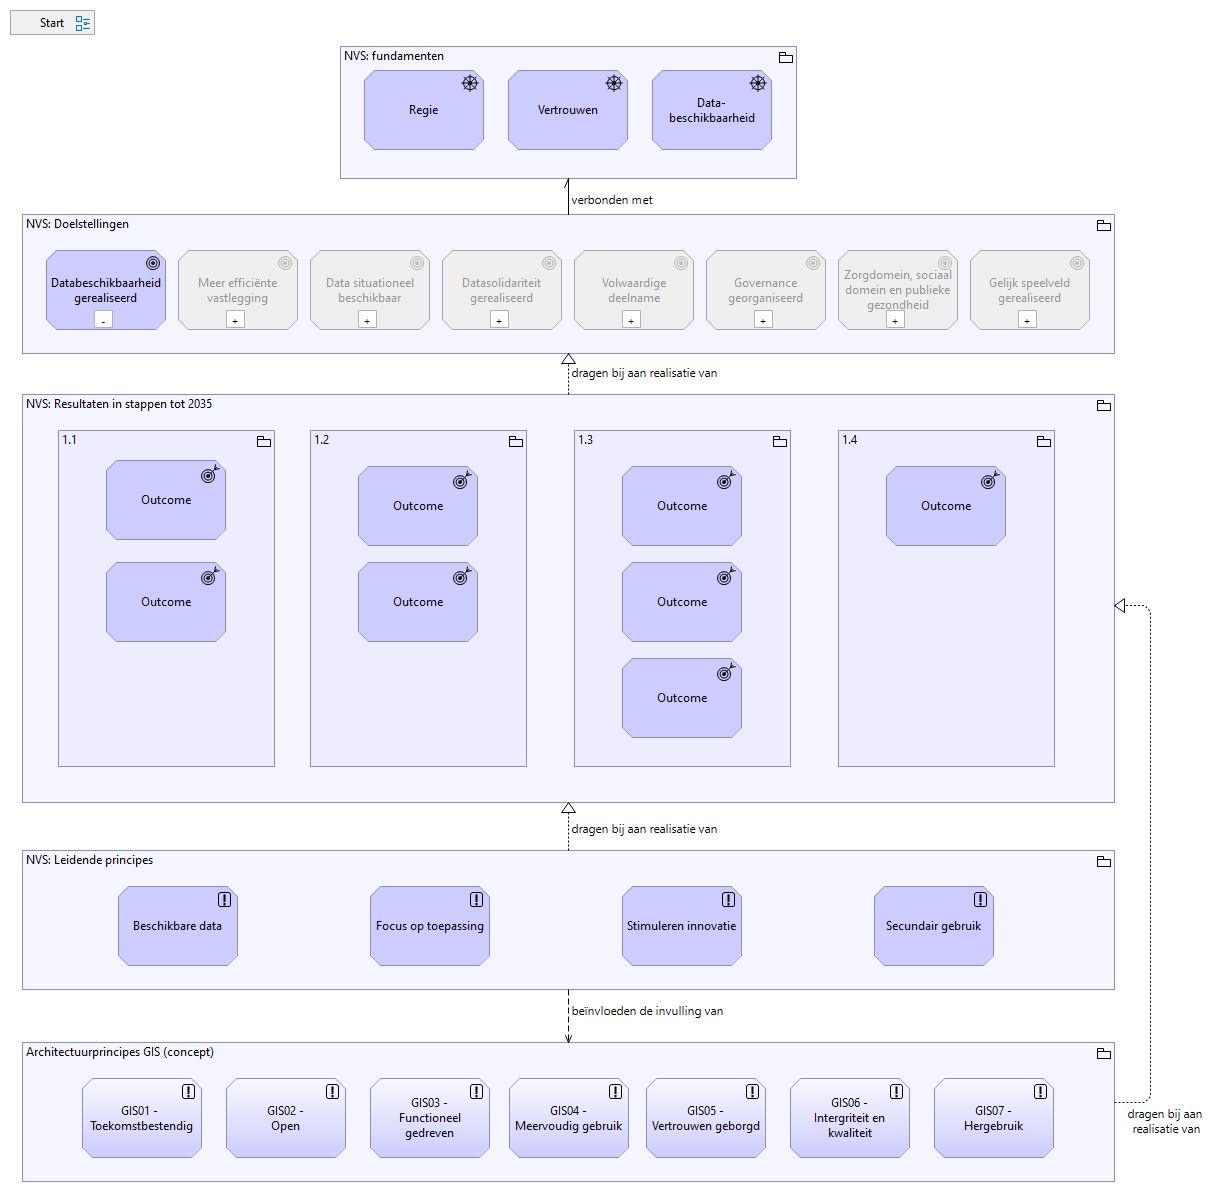 Start
NVS: fundamenten
Regie
Vertrouwen
Data-
beschikbaarheid
verbonden met
NVS: Doelstellingen
Databeschikbaarheid
gerealiseerd
-
Meer efficiënte
vastlegging
+
Data situationeel
beschikbaar
+
Datasolidariteit
gerealiseerd
+
Volwaardige
deelname
+
Governance
georganiseerd
+
Zorgdomein, sociaal
domein en publieke
gezondheid
+
Gelijk speelveld
gerealiseerd
+
dragen bij aan realisatie van
NVS: Resultaten in stappen tot 2035
1.1
Outcome
Outcome
1.2
Outcome
Outcome
1.3
Outcome
Outcome
Outcome
1.4
Outcome
dragen bij aan realisatie van
NVS: Leidende principes
Beschikbare data
Focus op toepassing
Stimuleren innovatie
Secundair gebruik
beïnvloeden de invulling van
Architectuurprincipes GIS (concept)
GIS01 -
Toekomstbestendig
GIS02 -
Open
GIS03 -
Functioneel
gedreven
GIS04 -
Meervoudig gebruik
GIS05 -
Vertrouwen geborgd
GIS06 -
Intergriteit en
kwaliteit
GIS07 -
Hergebruik
dragen bij aan
realisatie van